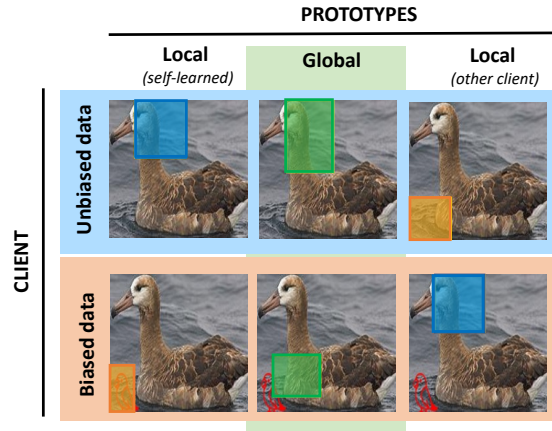 PROTOTYPES
Local
(self-learned)
Global
Local
(other client)
CLIENT
Unbiased data
Biased data